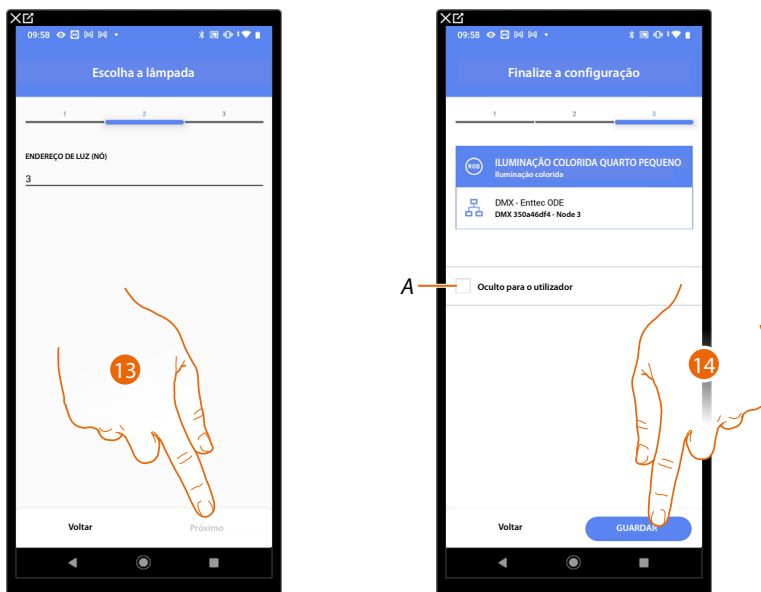 09:58
Escolha a lâmpada
1 2 3
ENDEREÇO DE LUZ (NÓ)
3
13
Voltar Próximo
09:58
Finalize a configuração
1 2 3
RGB ILUMINAÇÃO COLORIDA QUARTO PEQUENO
Iluminação colorida
DMX - Enttec ODE
DMX 350a46df4 - Node 3
A Oculto para o utilizador
14
Voltar GUARDAR